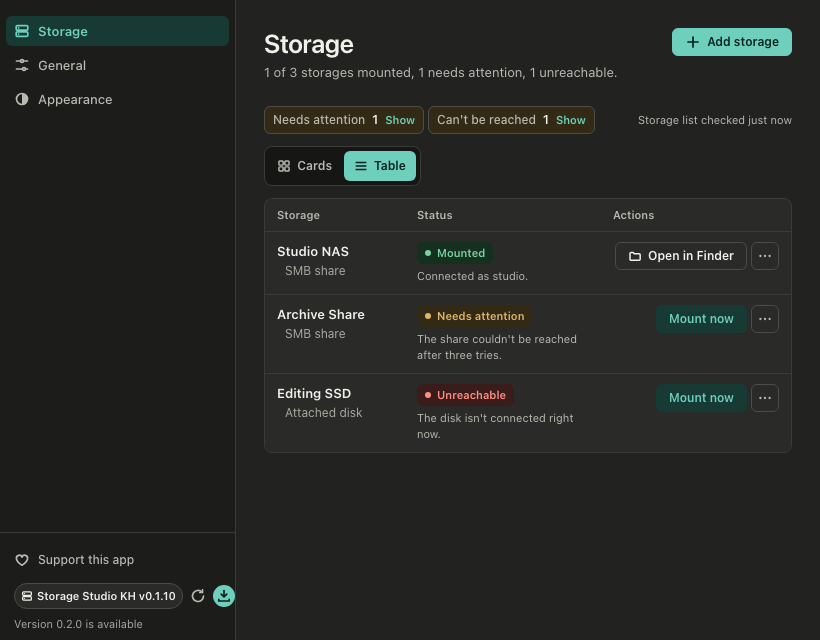 Storage
General
Appearance
Support this app
Storage Studio KH v0.1.10
Version 0.2.0 is available
Storage
Add storage
1 of 3 storages mounted, 1 needs attention, 1 unreachable.
Needs attention 1 Show
Can't be reached 1 Show
Storage list checked just now
Cards
Table
Storage Status Actions
Studio NAS
SMB share
Mounted
Connected as studio.
Open in Finder
Archive Share
SMB share
Needs attention
The share couldn't be reached
after three tries.
Mount now
Editing SSD
Attached disk
Unreachable
The disk isn't connected right
now.
Mount now